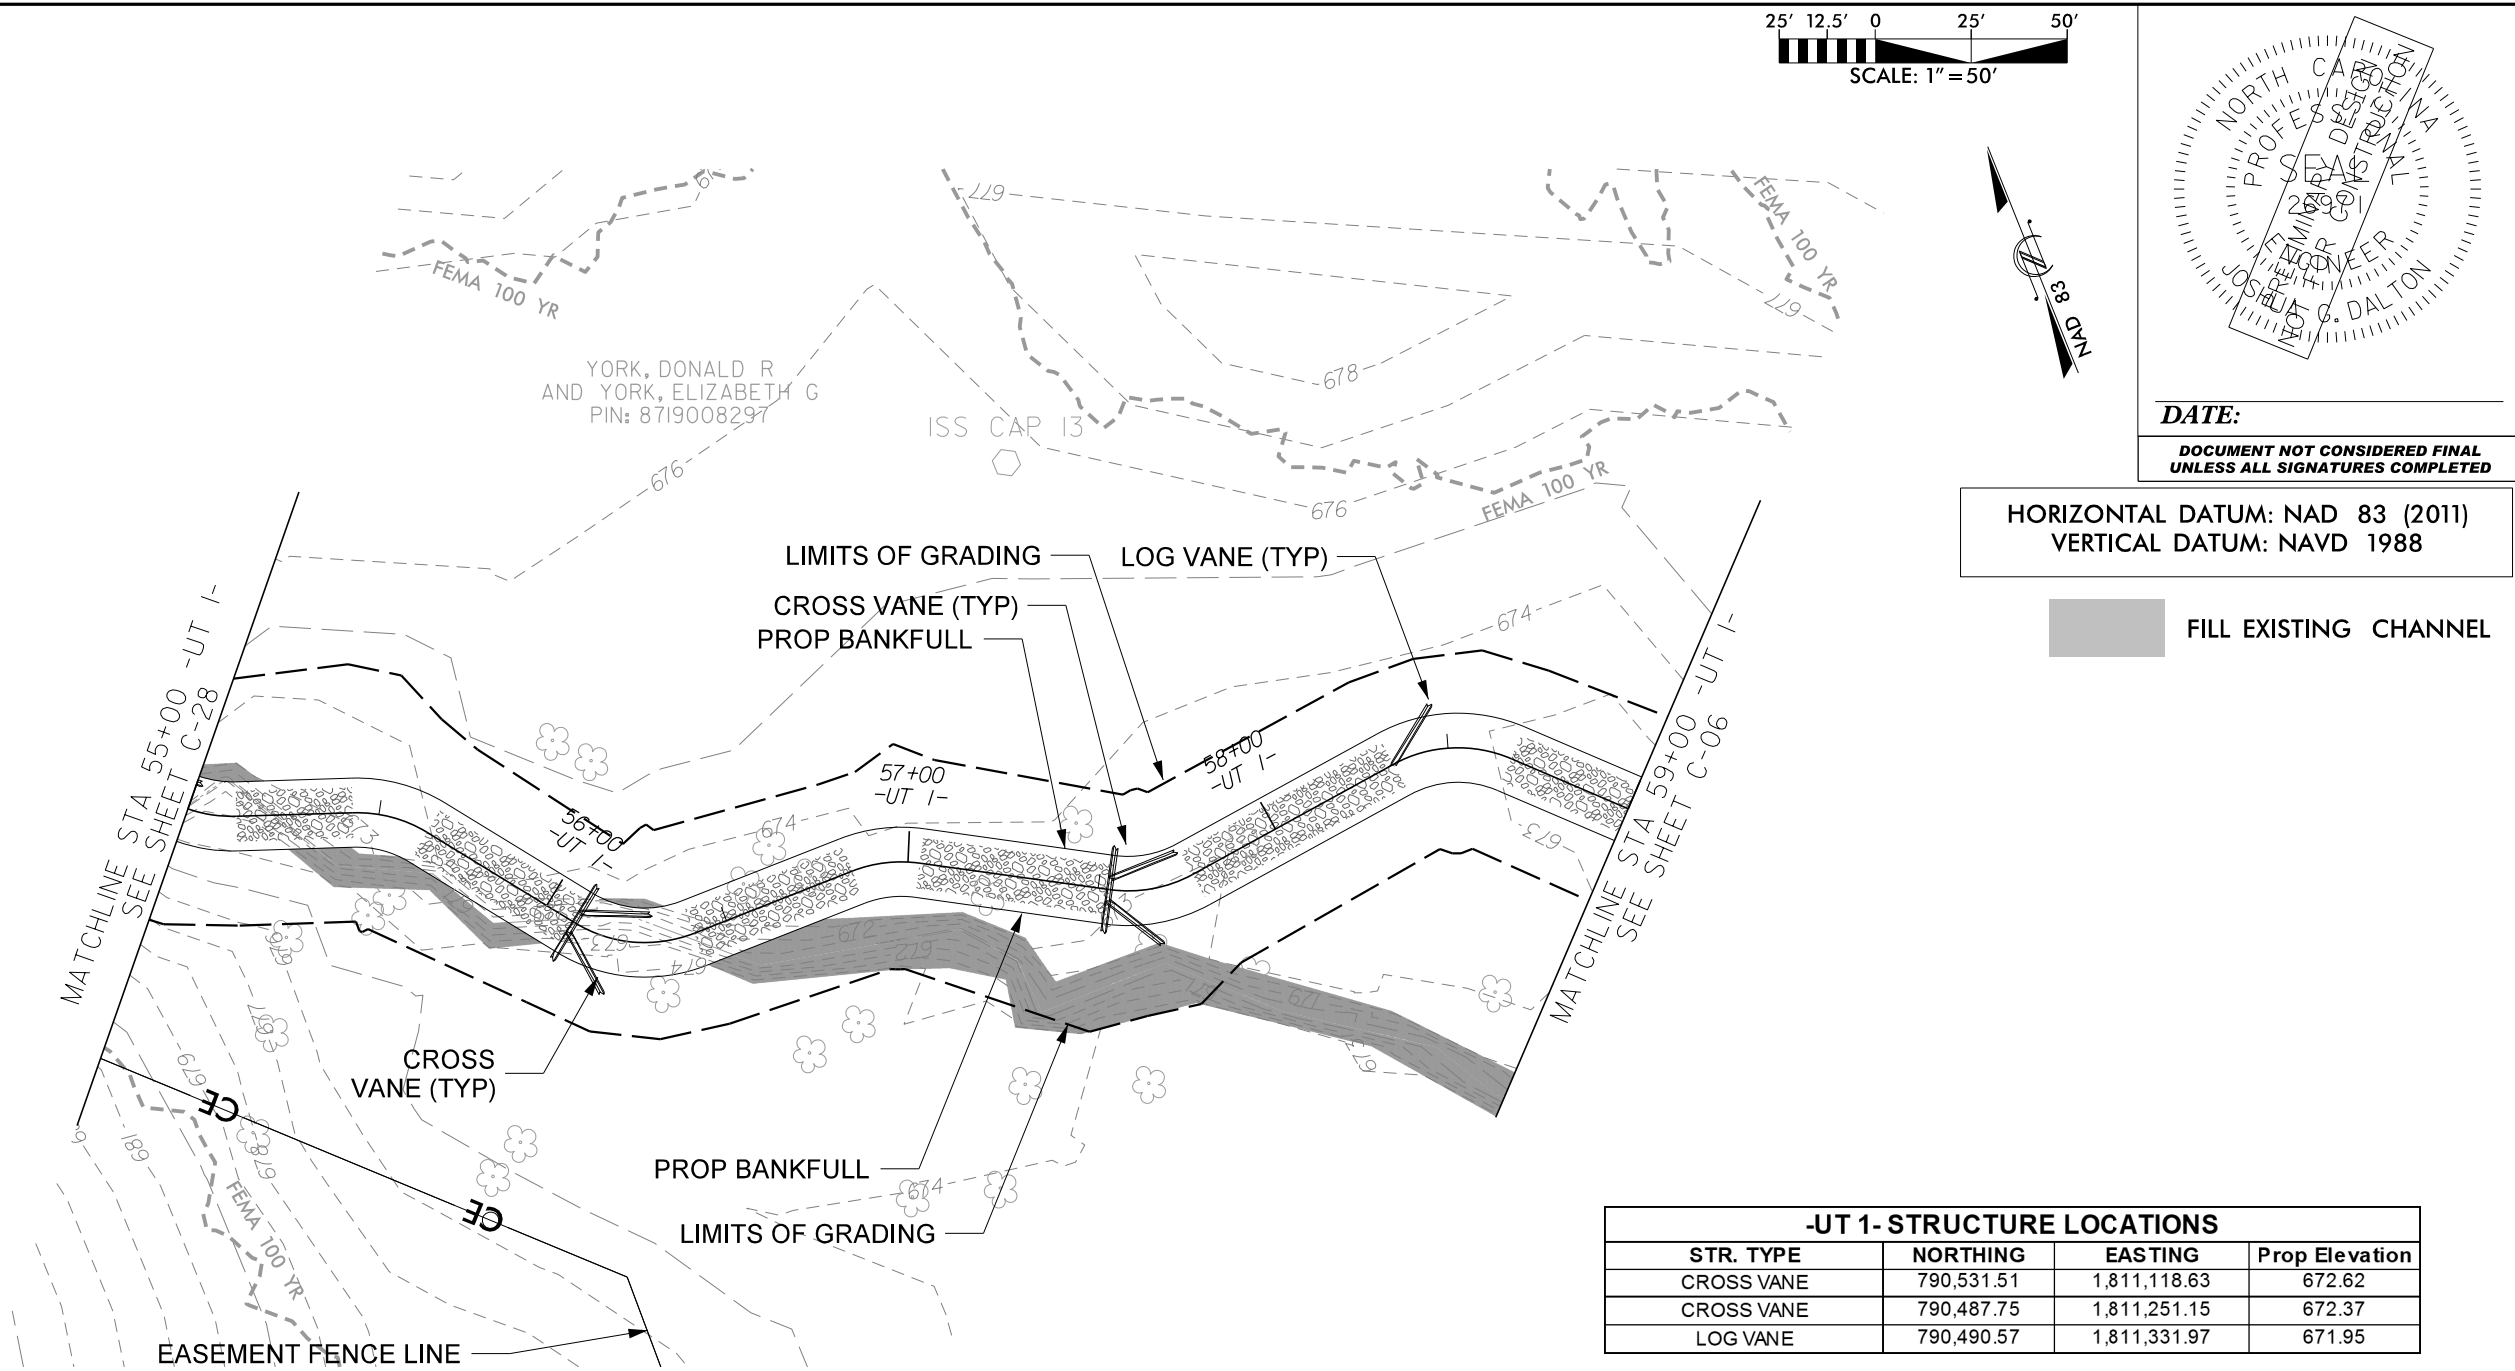 25' 12.5' 0 25' 50'
SCALE: 1"=50'
NORTH CAROLINA
PROFESSIONAL
SEAL
ENGINEER
JOSHUA G. DALTON
PRELIMINARY DESIGN
NOT FOR CONSTRUCTION
DATE:
DOCUMENT NOT CONSIDERED FINAL
UNLESS ALL SIGNATURES COMPLETED
NAD 83
HORIZONTAL DATUM: NAD 83 (2011)
VERTICAL DATUM: NAVD 1988
FILL EXISTING CHANNEL
677
FEMA 100 YR
FEMA 100 YR
677
YORK, DONALD R
AND YORK, ELIZABETH G
PIN: 8719008297
678
ISS CAP 13
676
676
FEMA 100 YR
LIMITS OF GRADING
LOG VANE (TYP)
CROSS VANE (TYP)
PROP BANKFULL
674
MATCHLINE STA 55+00 -UT 1-
SEE SHEET C-28
56+00
-UT 1-
57+00
-UT 1-
58+00
-UT 1-
MATCHLINE STA 59+00 -UT 1-
SEE SHEET C-06
673
674
673
673
672
672
674
676
671
673
677
679
CROSS
VANE (TYP)
CE
681
678
FEMA 100 YR
PROP BANKFULL
674
CE
LIMITS OF GRADING
EASEMENT FENCE LINE
-UT 1- STRUCTURE LOCATIONS
STR. TYPE NORTHING EASTING Prop Elevation
CROSS VANE 790,531.51 1,811,118.63 672.62
CROSS VANE 790,487.75 1,811,251.15 672.37
LOG VANE 790,490.57 1,811,331.97 671.95